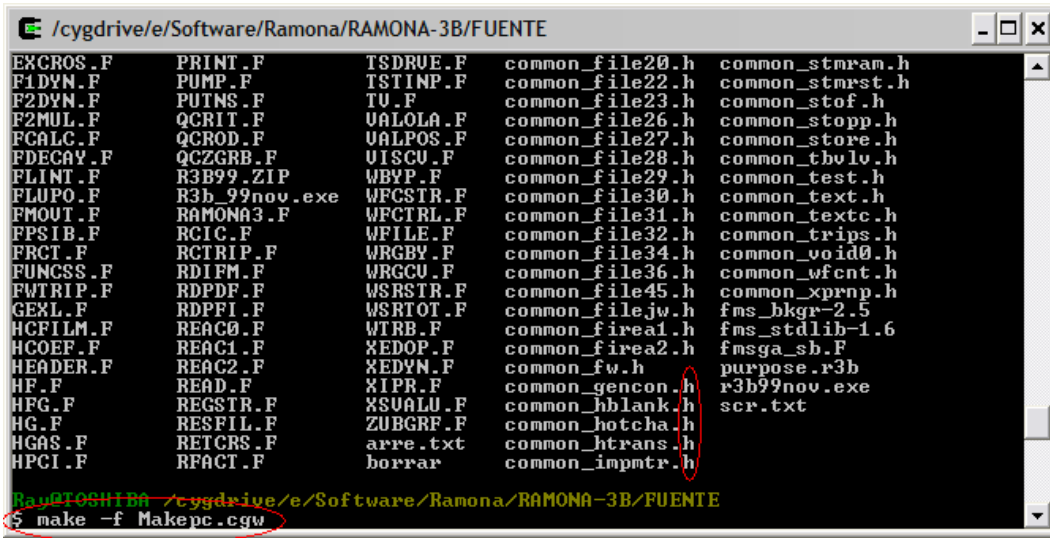 /cygdrive/e/Software/Ramona/RAMONA-3B/FUENTE
EXCROS.F PRINT.F TSDRVE.F common_file20.h common_stmram.h
F1DYN.F PUMP.F TSTINP.F common_file22.h common_stmrst.h
F2DYN.F PUTNS.F TV.F common_file23.h common_stof.h
F2MUL.F QCRIT.F VALOLA.F common_file26.h common_stopp.h
FCALC.F QCROD.F VALPOS.F common_file27.h common_store.h
FDECAY.F QCZGRB.F VISCV.F common_file28.h common_tbvlv.h
FLINT.F R3B99.ZIP WBYP.F common_file29.h common_test.h
FLUPO.F R3b_99nov.exe WFCSTR.F common_file30.h common_text.h
FMOVT.F RAMONA3.F WFCTRL.F common_file31.h common_textc.h
FPSIB.F RCIC.F WFILE.F common_file32.h common_trips.h
FRCT.F RCTRIP.F WRGBY.F common_file34.h common_void0.h
FUNCSS.F RDIFM.F WRGCV.F common_file36.h common_wfcnt.h
FWTRIP.F RDPDF.F WSRSTR.F common_file45.h common_xprnp.h
GEXL.F RDPFI.F WSRTOT.F common_filejw.h fms_bkgr-2.5
HCFILM.F REAC0.F WTRB.F common_firea1.h fms_stdlib-1.6
HCOEF.F REAC1.F XEDOP.F common_firea2.h fmsga_sb.F
HEADER.F REAC2.F XEDYN.F common_fw.h purpose.r3b
HF.F READ.F XIPR.F common_gencon.h r3b99nov.exe
HFG.F REGSTR.F XSVALU.F common_hblank.h scr.txt
HG.F RESFIL.F ZUBGRF.F common_hotcha.h
HGAS.F RETCRS.F arre.txt common_htrans.h
HPCI.F RFACT.F borrar common_impmtr.h
Ray@TOSHIBA /cygdrive/e/Software/Ramona/RAMONA-3B/FUENTE
$ make -f Makepc.cgw